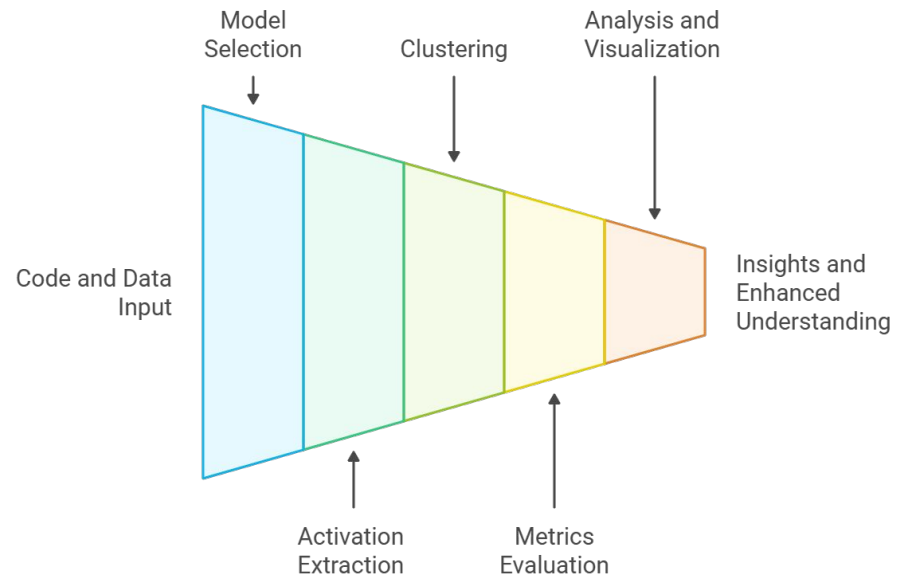 Model
Selection
Clustering
Analysis and
Visualization
Code and Data
Input
Insights and
Enhanced
Understanding
Activation
Extraction
Metrics
Evaluation